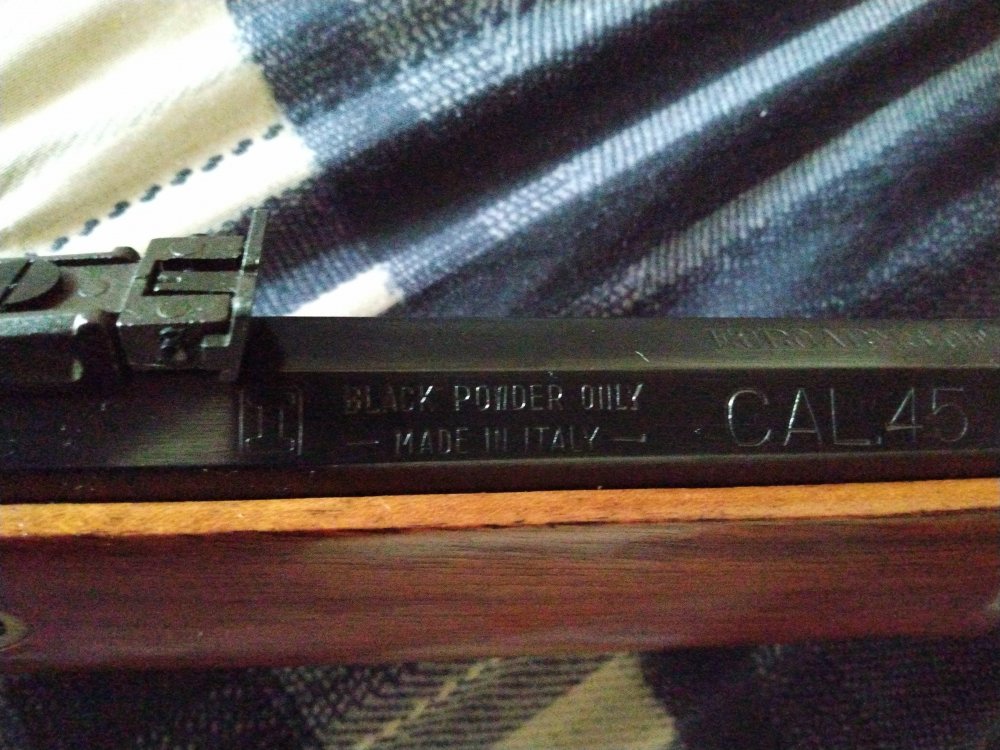 BLACK POWDER ONLY
— MADE IN ITALY —
CAL.45